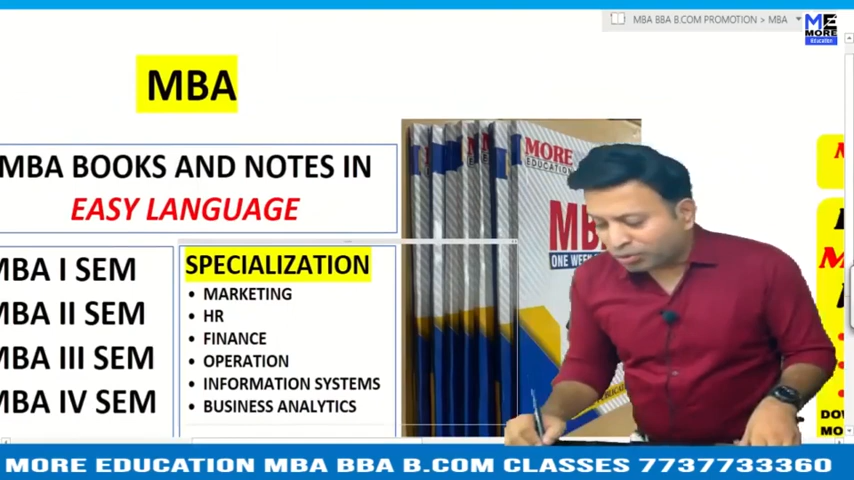 MBA BBA B.COM PROMOTION > MBA
ME
MORE
Education
MBA
MBA BOOKS AND NOTES IN
EASY LANGUAGE
MBA I SEM
MBA II SEM
MBA III SEM
MBA IV SEM
SPECIALIZATION
• MARKETING
• HR
• FINANCE
• OPERATION
• INFORMATION SYSTEMS
• BUSINESS ANALYTICS
MORE
EDUCATION
MBA
ONE WEEK
MORE EDUCATION MBA BBA B.COM CLASSES 7737733360